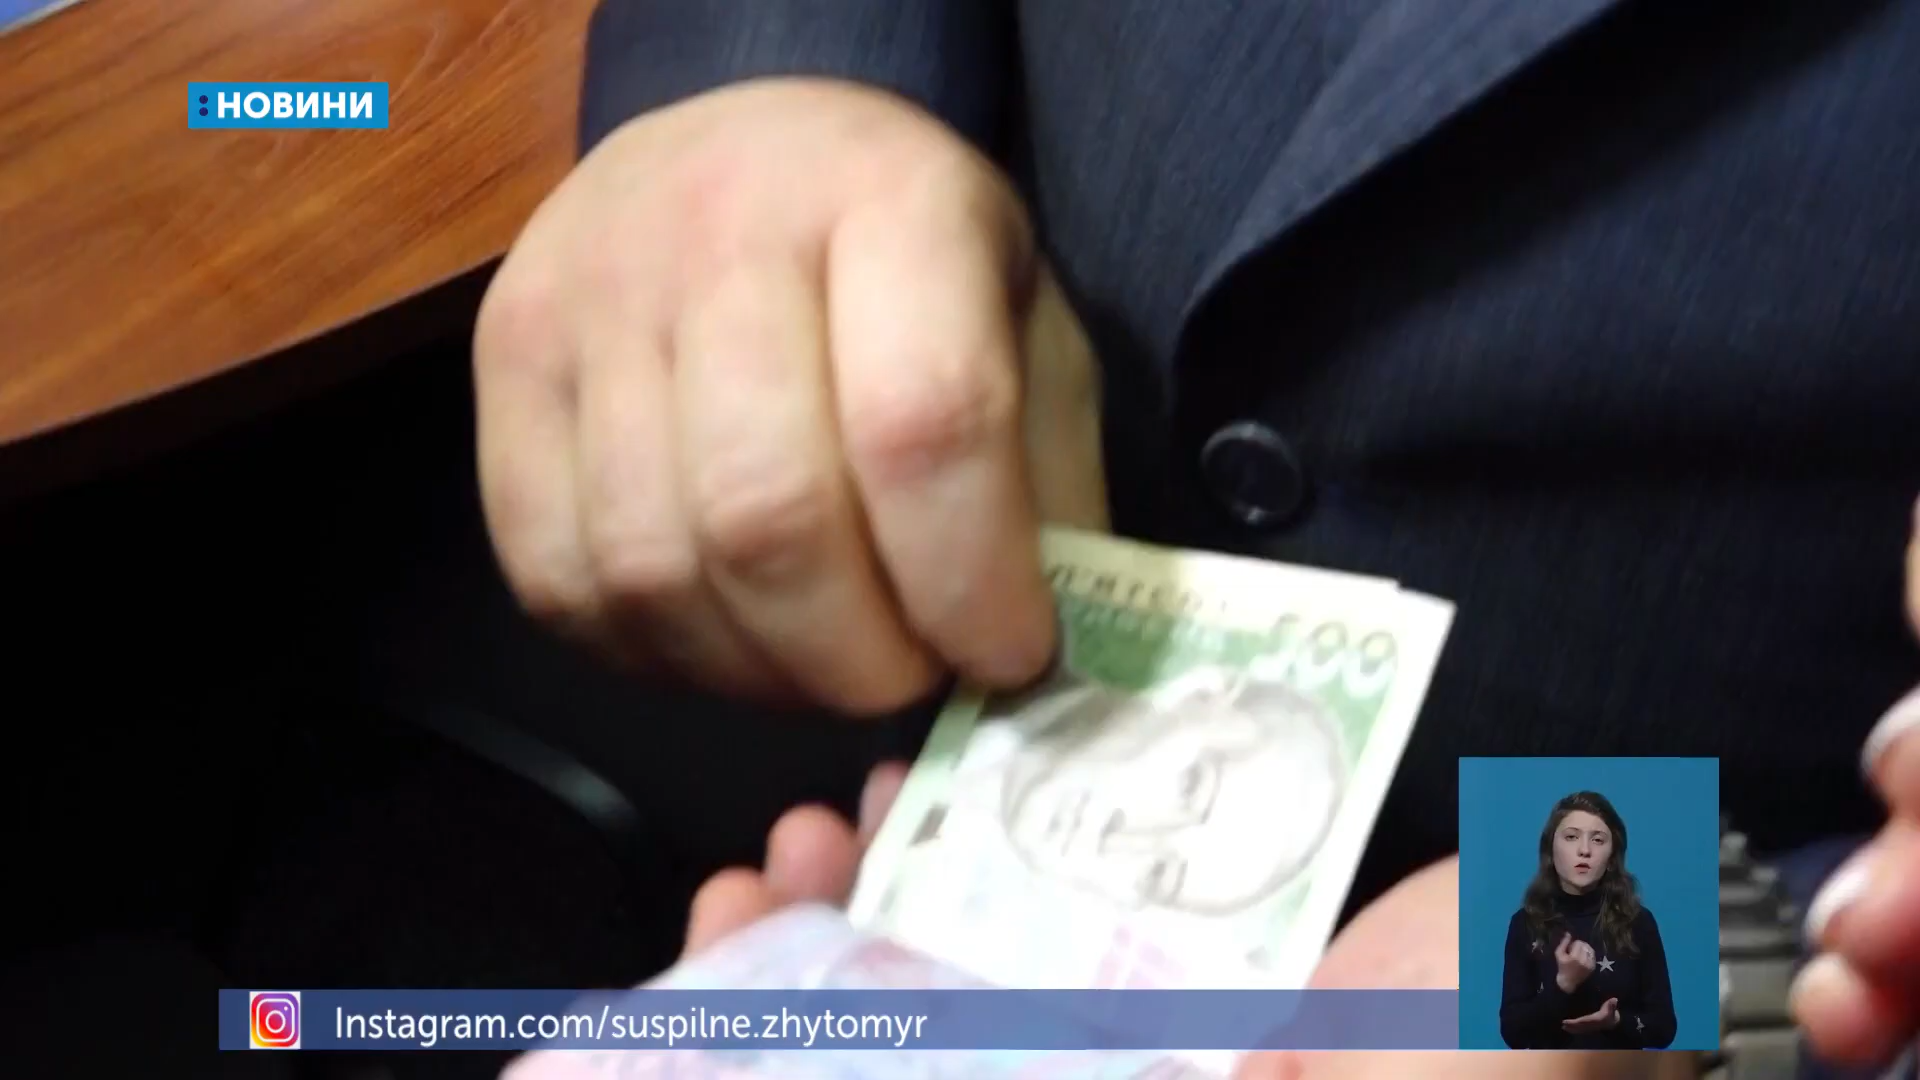 :НОВИНИ
500
Instagram.com/suspilne.zhytomyr